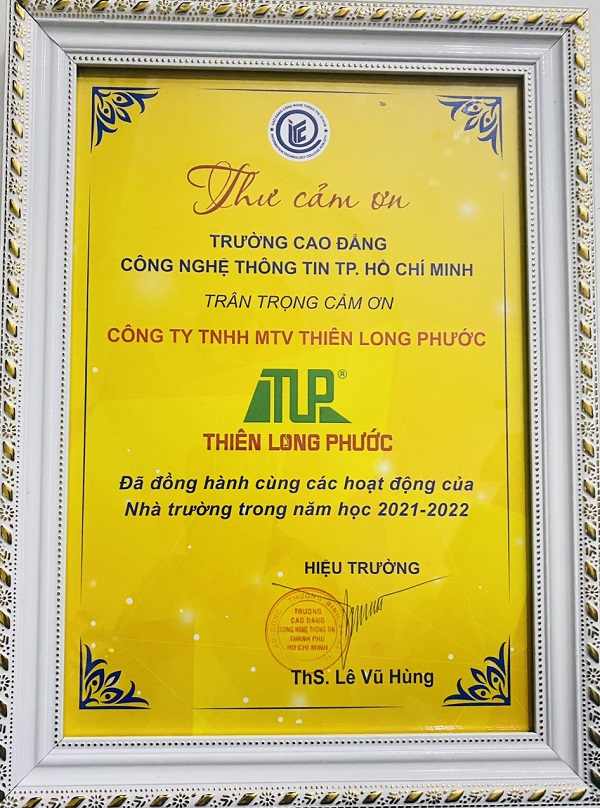 Thư cảm ơn
TRƯỜNG CAO ĐẲNG
CÔNG NGHỆ THÔNG TIN TP. HỒ CHÍ MINH
TRÂN TRỌNG CẢM ƠN
CÔNG TY TNHH MTV THIÊN LONG PHƯỚC
TLP®
THIÊN LONG PHƯỚC
Đã đồng hành cùng các hoạt động của
Nhà trường trong năm học 2021-2022
HIỆU TRƯỞNG
TRƯỜNG
CAO ĐẲNG
CÔNG NGHỆ THÔNG TIN
THÀNH PHỐ
HỒ CHÍ MINH
ThS. Lê Vũ Hùng